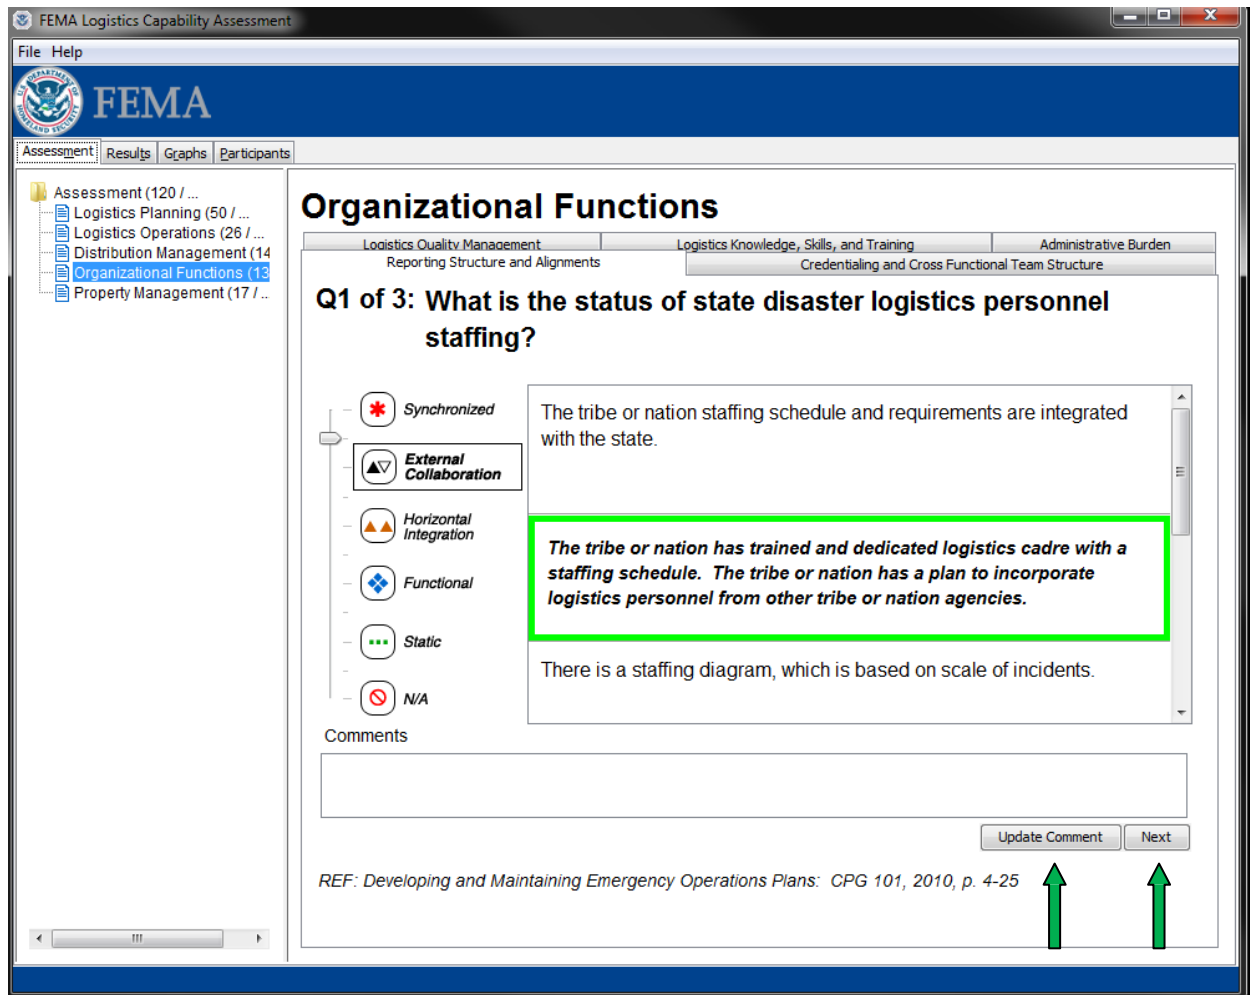 FEMA Logistics Capability Assessment
File Help
FEMA
Assessment Results Graphs Participants
Assessment (120 / ...
Logistics Planning (50 / ...
Logistics Operations (26 / ...
Distribution Management (14
Organizational Functions (13
Property Management (17 / ..
Organizational Functions
Logistics Quality Management Logistics Knowledge, Skills, and Training Administrative Burden
Reporting Structure and Alignments Credentialing and Cross Functional Team Structure
Q1 of 3: What is the status of state disaster logistics personnel
staffing?
Synchronized
External
Collaboration
Horizontal
Integration
Functional
Static
N/A
The tribe or nation staffing schedule and requirements are integrated
with the state.
The tribe or nation has trained and dedicated logistics cadre with a
staffing schedule. The tribe or nation has a plan to incorporate
logistics personnel from other tribe or nation agencies.
There is a staffing diagram, which is based on scale of incidents.
Comments
Update Comment Next
REF: Developing and Maintaining Emergency Operations Plans: CPG 101, 2010, p. 4-25